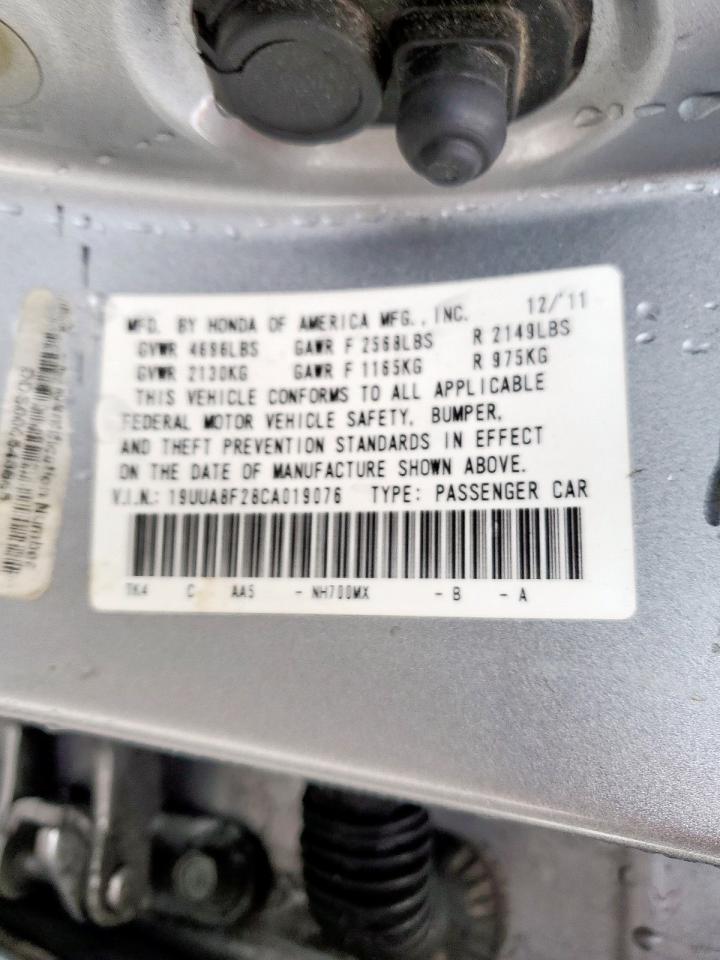 MFD. BY HONDA OF AMERICA MFG., INC. 12/'11
GVWR 4696LBS GAWR F 2568LBS R 2149LBS
GVWR 2130KG GAWR F 1165KG R 975KG
THIS VEHICLE CONFORMS TO ALL APPLICABLE
FEDERAL MOTOR VEHICLE SAFETY, BUMPER,
AND THEFT PREVENTION STANDARDS IN EFFECT
ON THE DATE OF MANUFACTURE SHOWN ABOVE.
V.I.N.: 19UUA8F28CA019076 TYPE: PASSENGER CAR
TK4 C AA5 - NH700MX - B - A
Identification Number